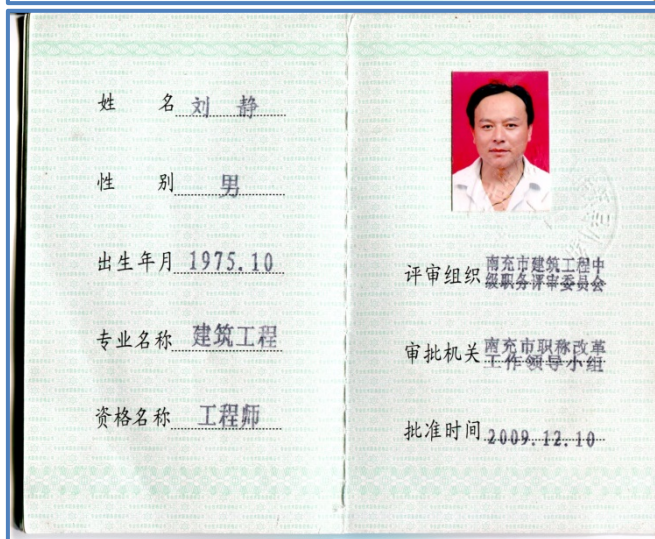 姓 名 刘 静
性 别 男
出生年月 1975.10
专业名称 建筑工程
资格名称 工程师
评审组织 南充市建筑工程中
级职务评审委员会
审批机关 南充市职称改革
工作领导小组
批准时间 2009.12.10